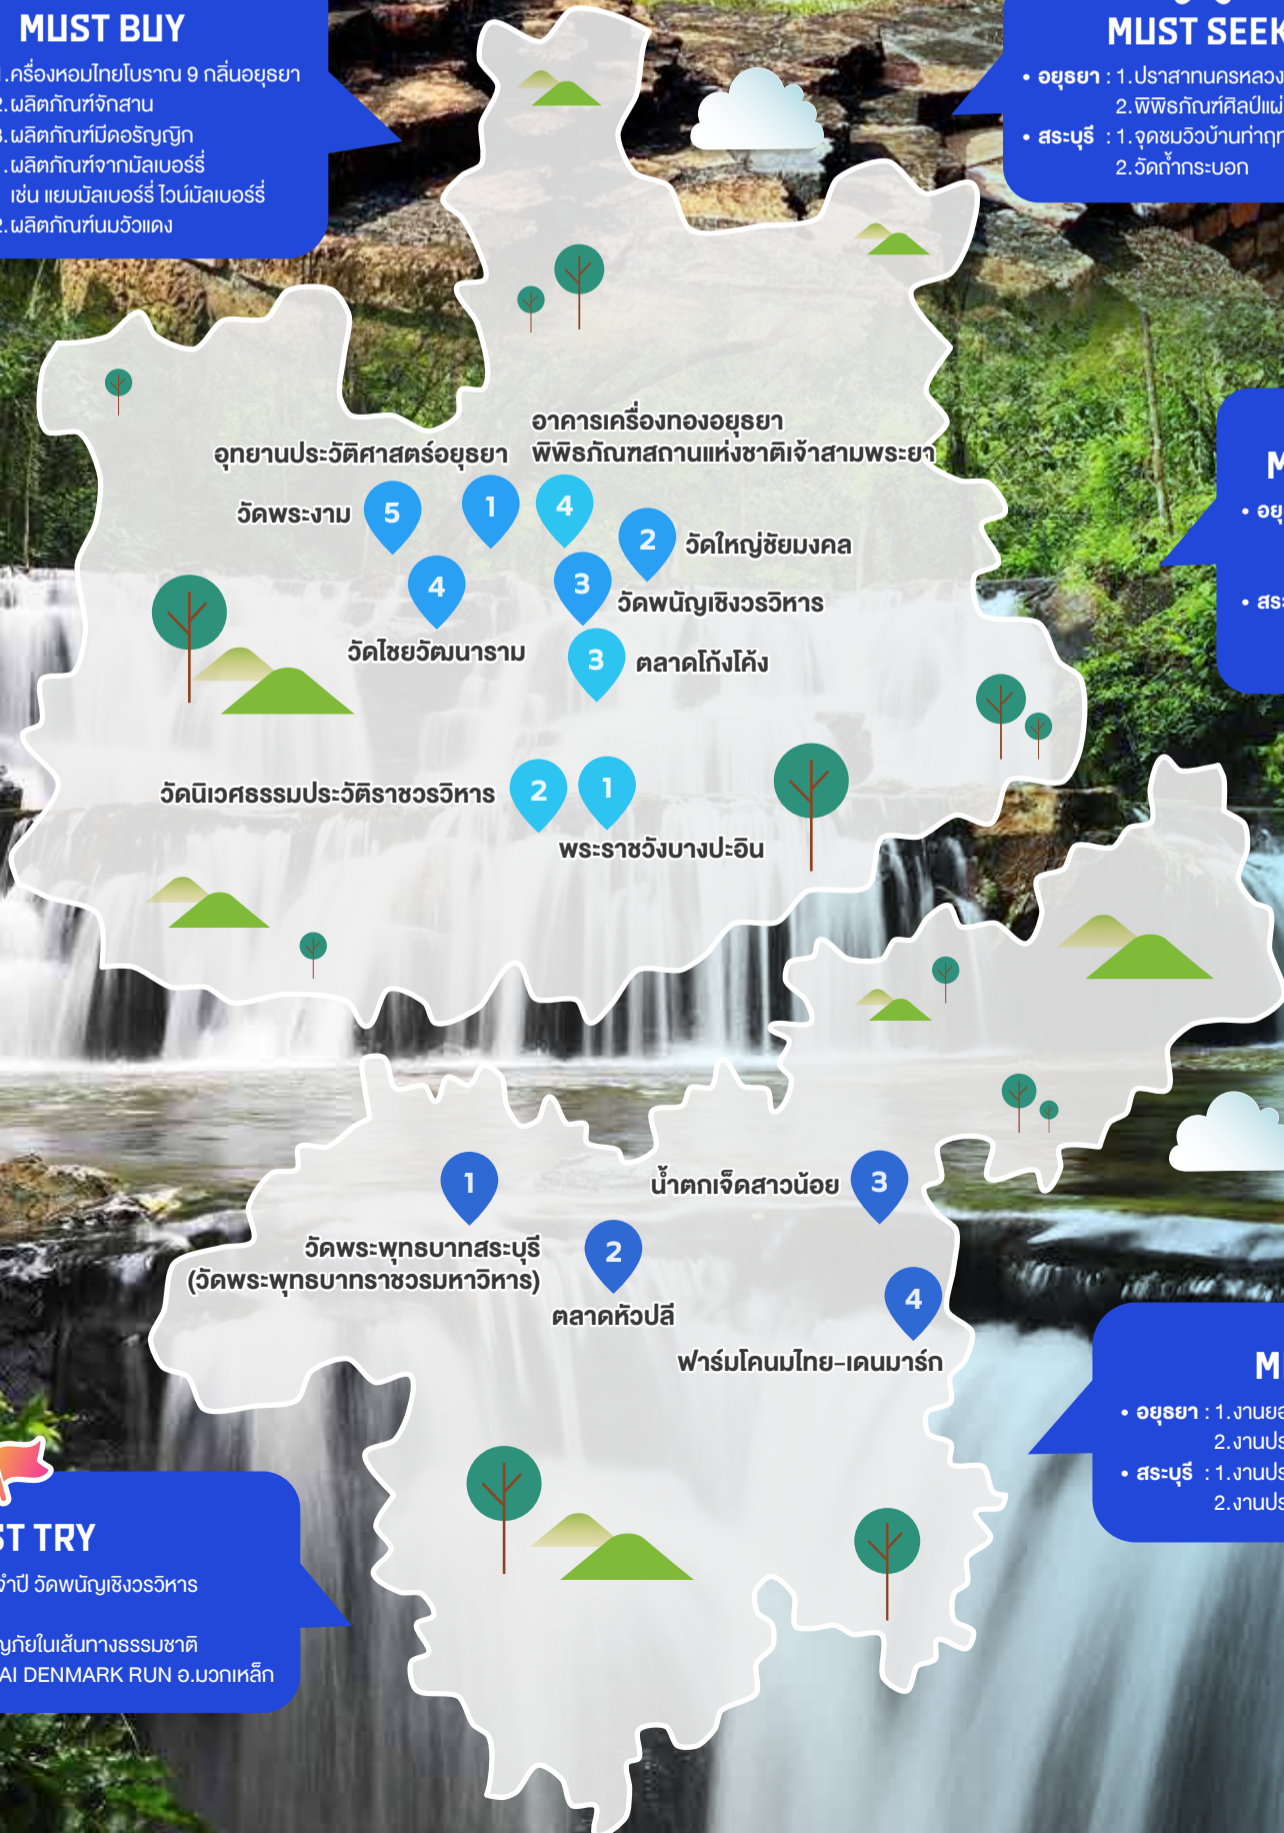 MUST BUY
1.ครื่องหอมไทยโบราณ 9 กลิ่นอยุธยา
2.ผลิตภัณฑ์จักสาน
3.ผลิตภัณฑ์มีดอรัญญิก
1.ผลิตภัณฑ์จากมัลเบอร์รี่
เช่น แยมมัลเบอร์รี่ ไวน์มัลเบอร์รี่
2.ผลิตภัณฑ์นมวัวแดง
MUST SEEK
• อยุธยา : 1.ปราสาทนครหลวง
2.พิพิธภัณฑ์ศิลป์แผ่
• สระบุรี : 1.จุดชมวิวบ้านท่าฤท
2.วัดถ้ำกระบอก
อาคารเครื่องทองอยุธยา
พิพิธภัณฑสถานแห่งชาติเจ้าสามพระยา
อุทยานประวัติศาสตร์อยุธยา
วัดพระงาม 5 1 4
2 วัดใหญ่ชัยมงคล
4 3 วัดพนัญเชิงวรวิหาร
วัดไชยวัฒนาราม
3 ตลาดโก้งโค้ง
วัดนิเวศธรรมประวัติราชวรวิหาร 2 1
พระราชวังบางปะอิน
M
• อยุ
• สระ
1
วัดพระพุทธบาทสระบุรี
(วัดพระพุทธบาทราชวรมหาวิหาร)
2
ตลาดหัวปลี
น้ำตกเจ็ดสาวน้อย 3
4
ฟาร์มโคนมไทย-เดนมาร์ก
M
• อยุธยา : 1.งานยอ
2.งานประ
• สระบุรี : 1.งานประ
2.งานประ
ST TRY
จำปี วัดพนัญเชิงวรวิหาร
ญภัยในเส้นทางธรรมชาติ
AI DENMARK RUN อ.มวกเหล็ก